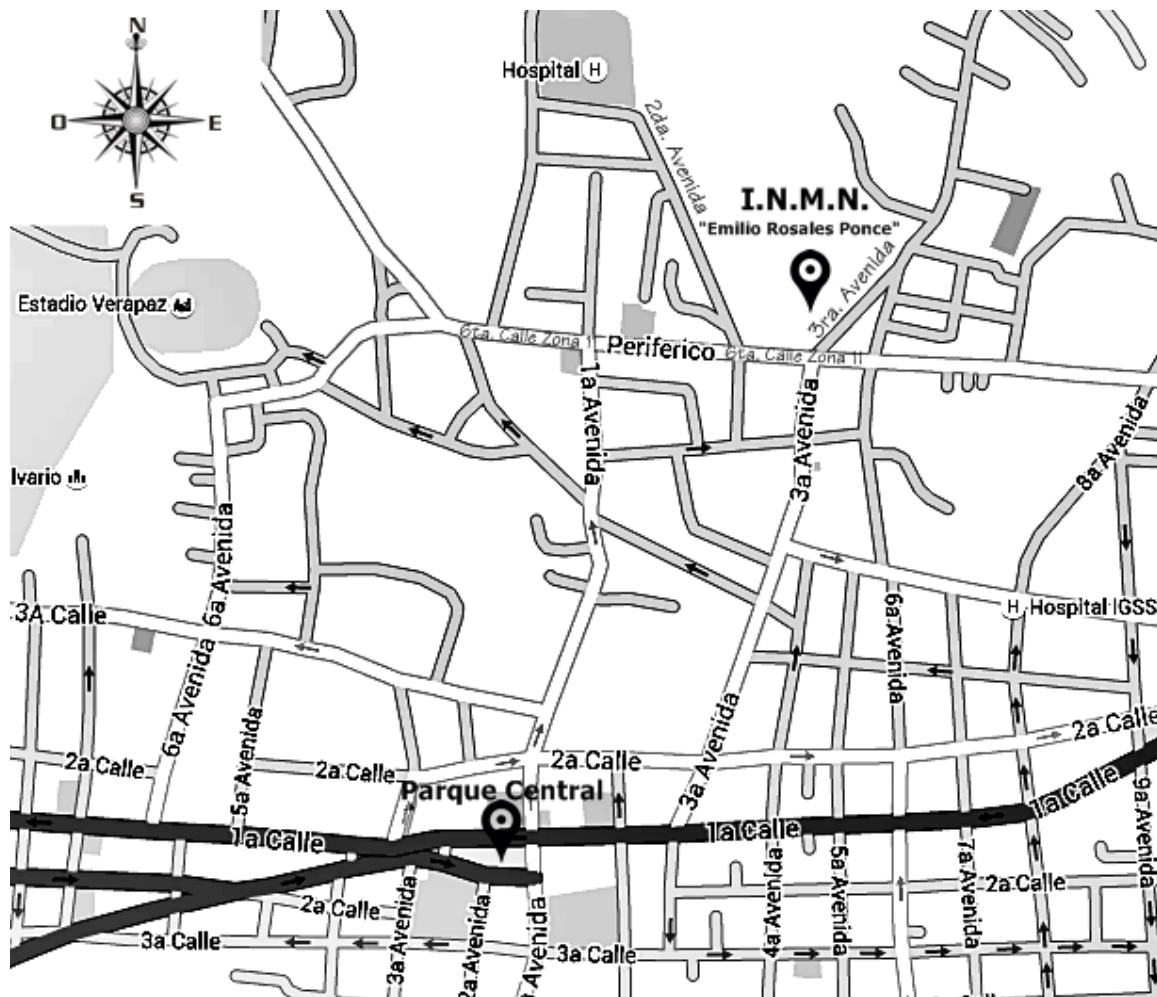 N
O
E
S
Hospital H
2da. Avenida
I.N.M.N.
"Emilio Rosales Ponce"
3ra. Avenida
Estadio Verapaz
6ta. Calle Zona 11
Periferico
6ta. Calle Zona 11
1a Avenida
3a Avenida
8a Avenida
lvario
6a Avenida
3A Calle
H Hospital IGSS
6a Avenida
6a Avenida
5a Avenida
3a Avenida
2a Calle
2a Calle
2a Calle
2a Calle
Parque Central
1a Calle
1a Calle
1a Calle
9a Avenida
4a Avenida
5a Avenida
7a Avenida
2a Calle
2a Calle
3a Avenida
2a Avenida
Avenida
3a Calle
3a Calle